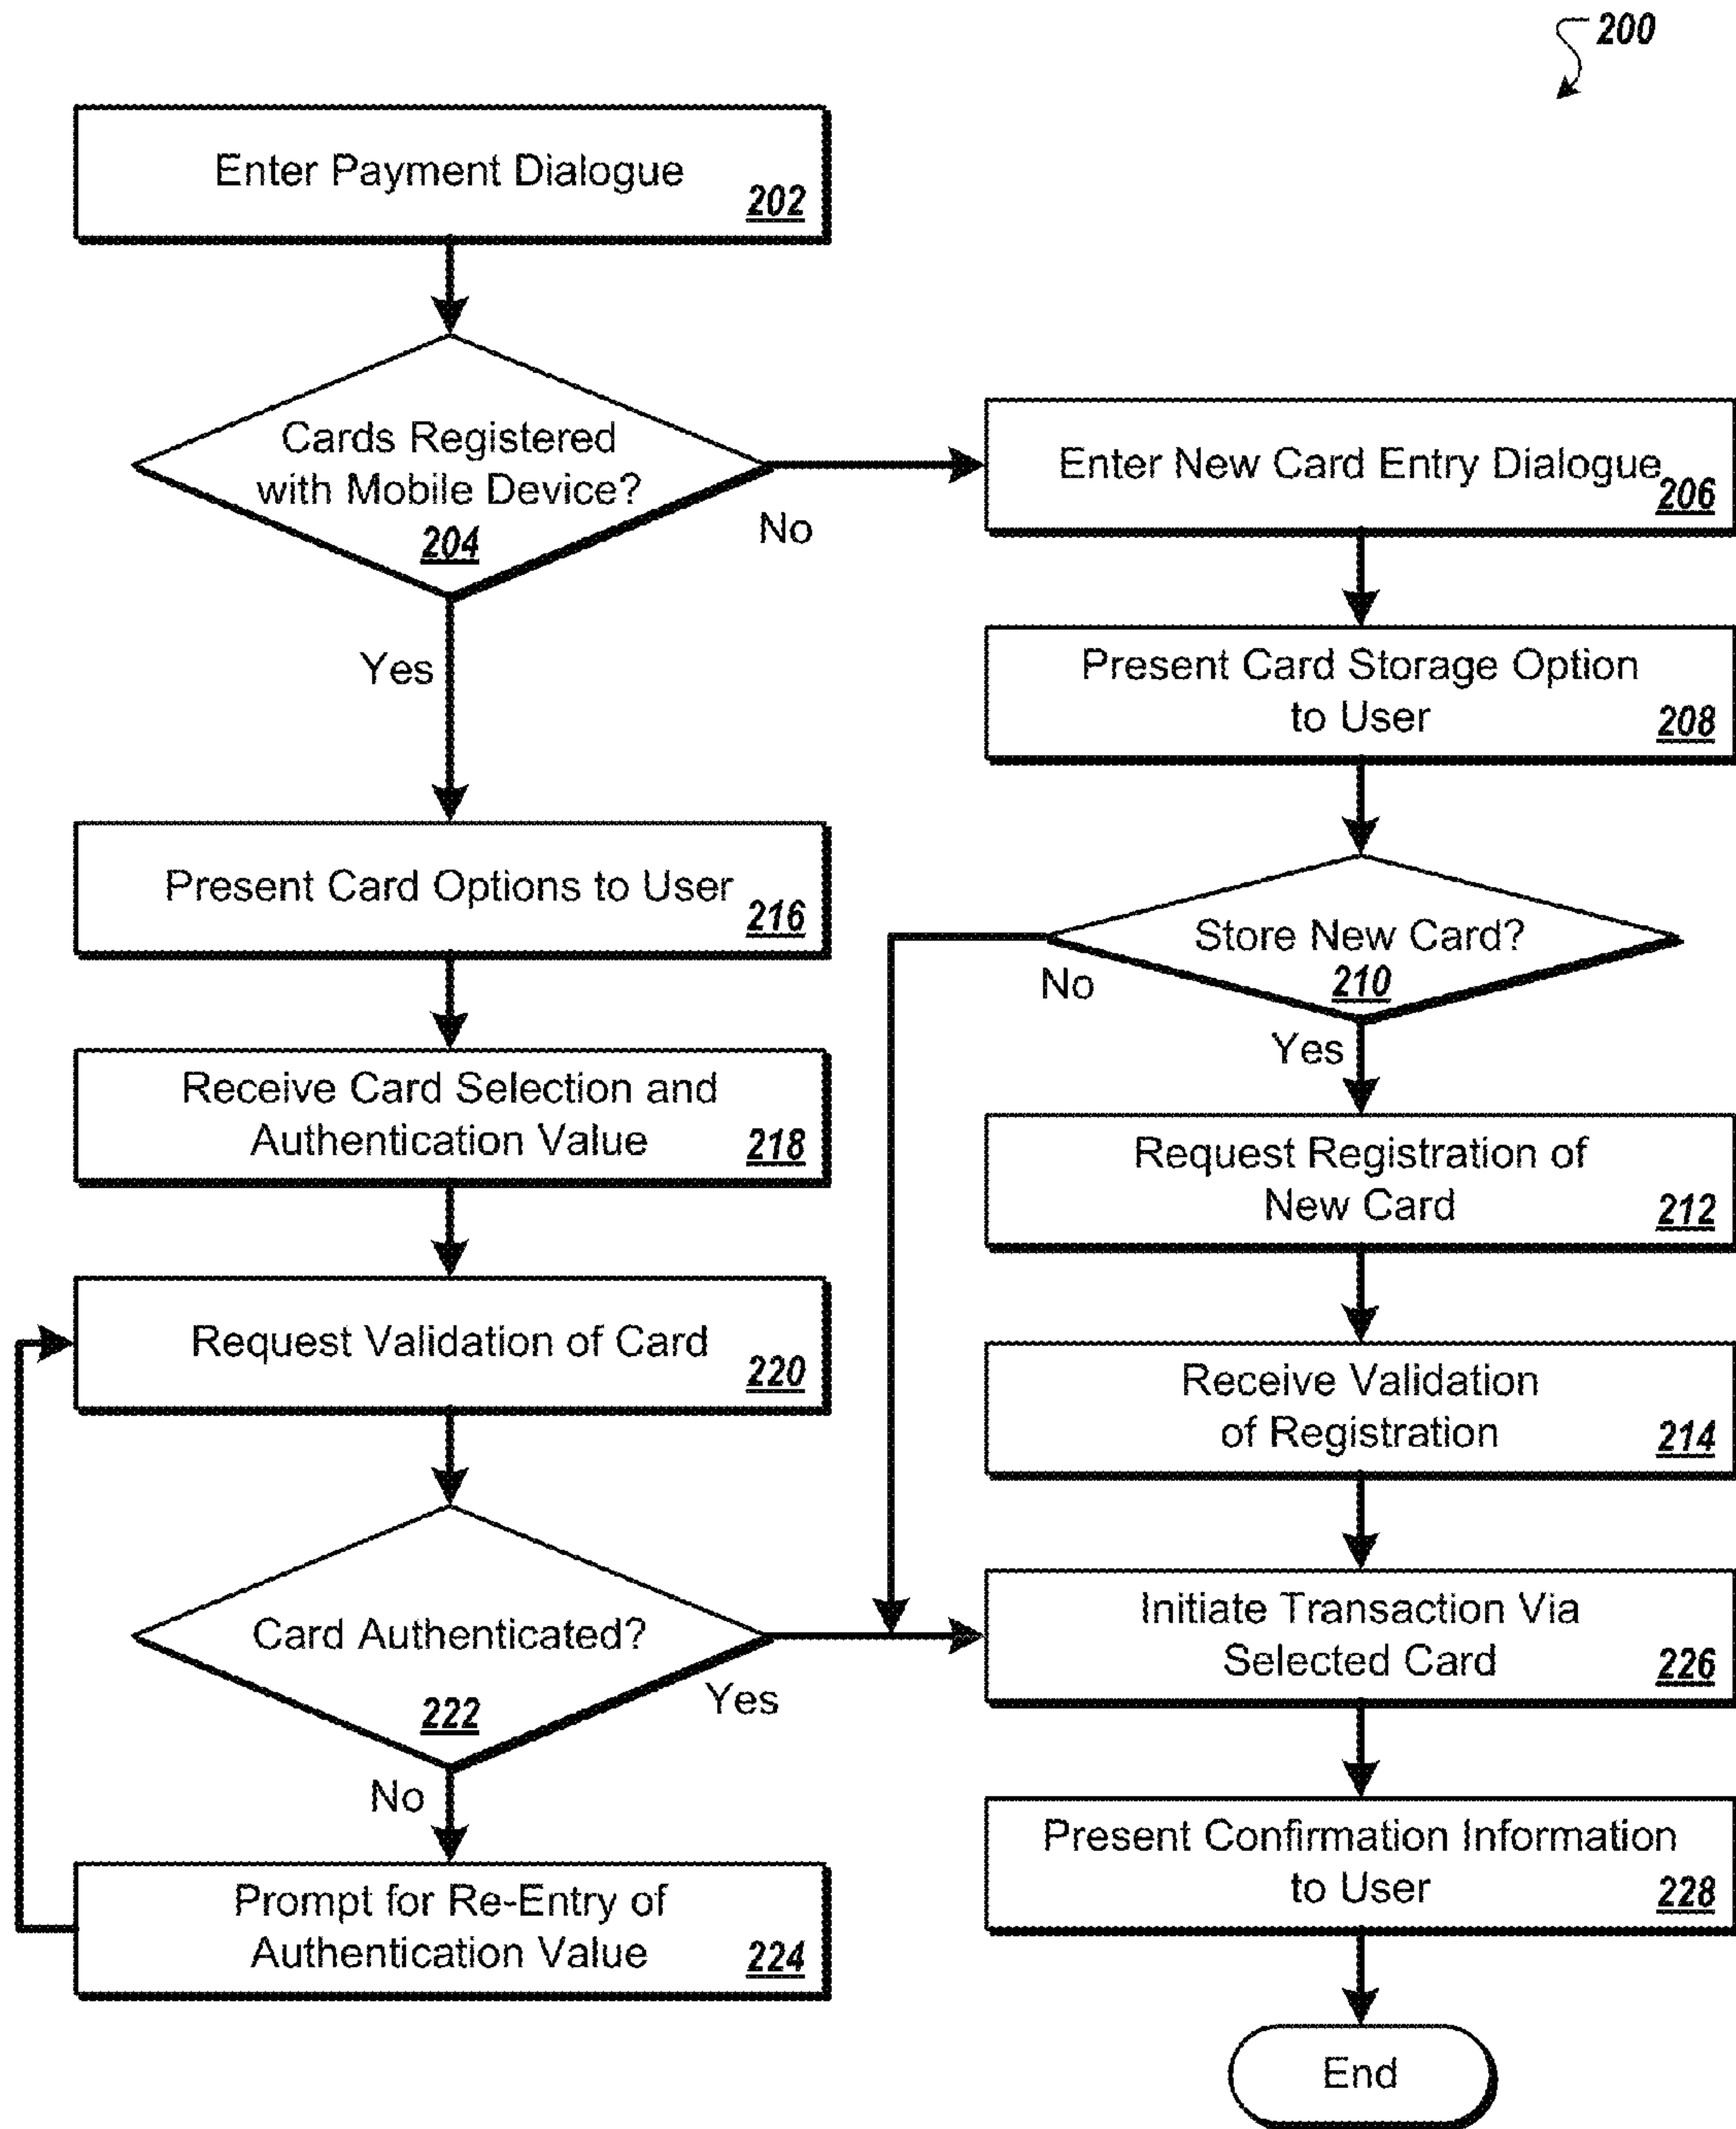 200
Enter Payment Dialogue
202
Cards Registered
with Mobile Device?
204
No
Yes
Enter New Card Entry Dialogue
206
Present Card Storage Option
to User
208
Store New Card?
210
No
Yes
Request Registration of
New Card
212
Receive Validation
of Registration
214
Present Card Options to User
216
Receive Card Selection and
Authentication Value
218
Request Validation of Card
220
Card Authenticated?
222
Yes
No
Prompt for Re-Entry of
Authentication Value
224
Initiate Transaction Via
Selected Card
226
Present Confirmation Information
to User
228
End